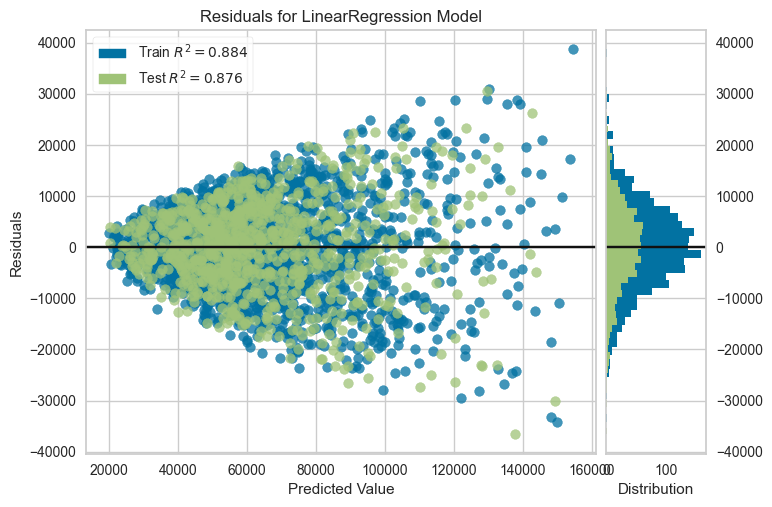 Residuals for LinearRegression Model
Train R² = 0.884
Test R² = 0.876
40000
30000
20000
10000
0
−10000
−20000
−30000
−40000
Residuals
20000 40000 60000 80000 100000 120000 140000 160000
Predicted Value
40000
30000
20000
10000
0
−10000
−20000
−30000
−40000
0 100
Distribution